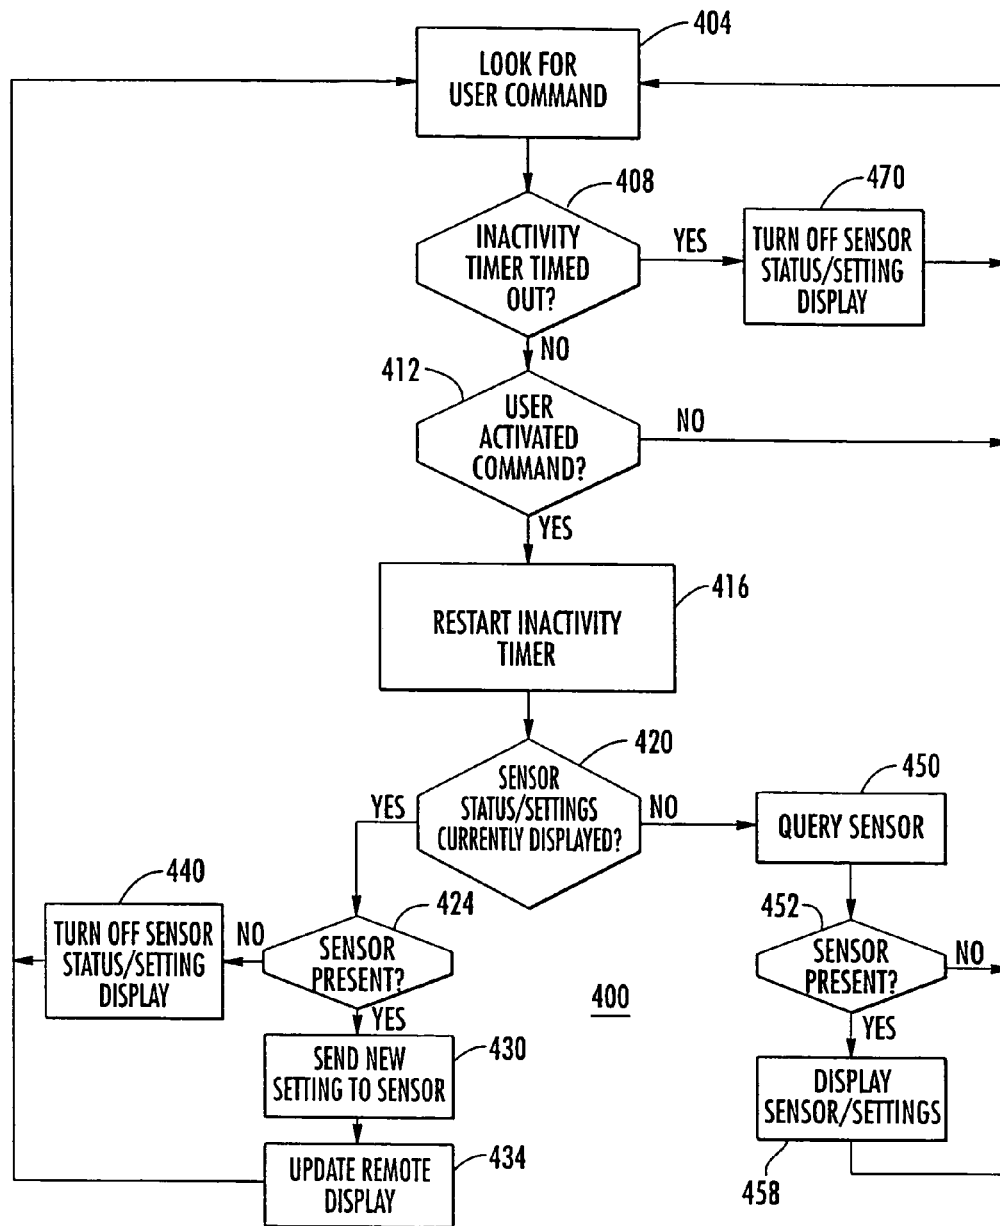 404
LOOK FOR
USER COMMAND
408
INACTIVITY
TIMER TIMED
OUT?
YES
470
TURN OFF SENSOR
STATUS/SETTING
DISPLAY
NO
412
USER
ACTIVATED
COMMAND?
NO
YES
416
RESTART INACTIVITY
TIMER
420
SENSOR
STATUS/SETTINGS
CURRENTLY DISPLAYED?
YES
NO
450
QUERY SENSOR
440
TURN OFF SENSOR
STATUS/SETTING
DISPLAY
NO
424
SENSOR
PRESENT?
YES
452
SENSOR
PRESENT?
NO
YES
400
430
SEND NEW
SETTING TO SENSOR
DISPLAY
SENSOR/SETTINGS
458
434
UPDATE REMOTE
DISPLAY